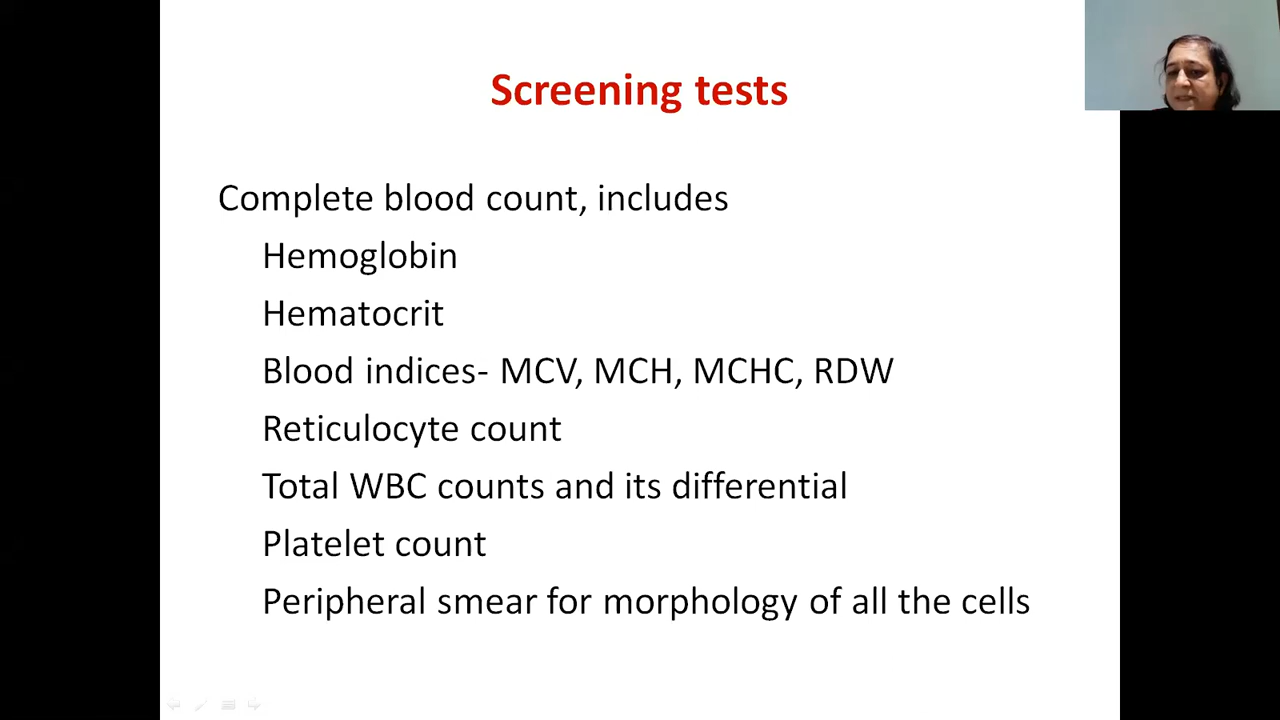 Screening tests
Complete blood count, includes
Hemoglobin
Hematocrit
Blood indices- MCV, MCH, MCHC, RDW
Reticulocyte count
Total WBC counts and its differential
Platelet count
Peripheral smear for morphology of all the cells